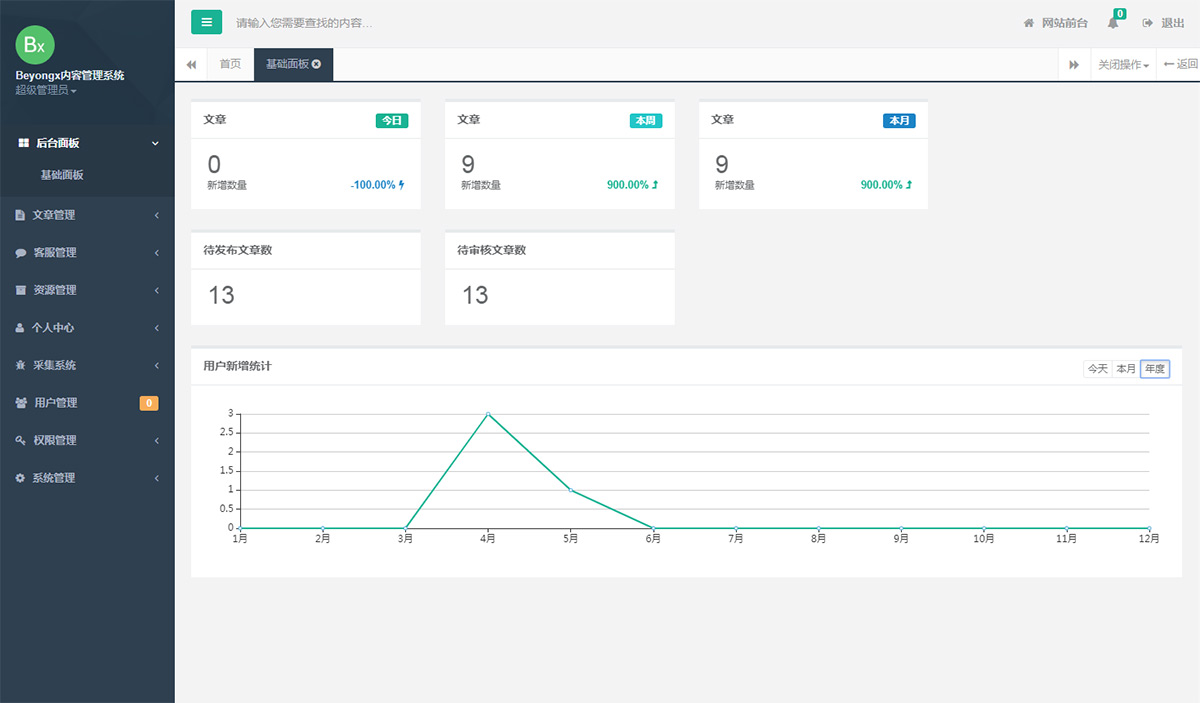 Bx
Beyongx内容管理系统
超级管理员
后台面板
基础面板
文章管理
客服管理
资源管理
个人中心
采集系统
用户管理 0
权限管理
系统管理
请输入您需要查找的内容…
网站前台 0 退出
首页 基础面板 关闭操作 返回
文章 今日
0
新增数量 -100.00%
文章 本周
9
新增数量 900.00%
文章 本月
9
新增数量 900.00%
待发布文章数
13
待审核文章数
13
用户新增统计 今天 本月 年度
3
2.5
2
1.5
1
0.5
0
1月 2月 3月 4月 5月 6月 7月 8月 9月 10月 11月 12月